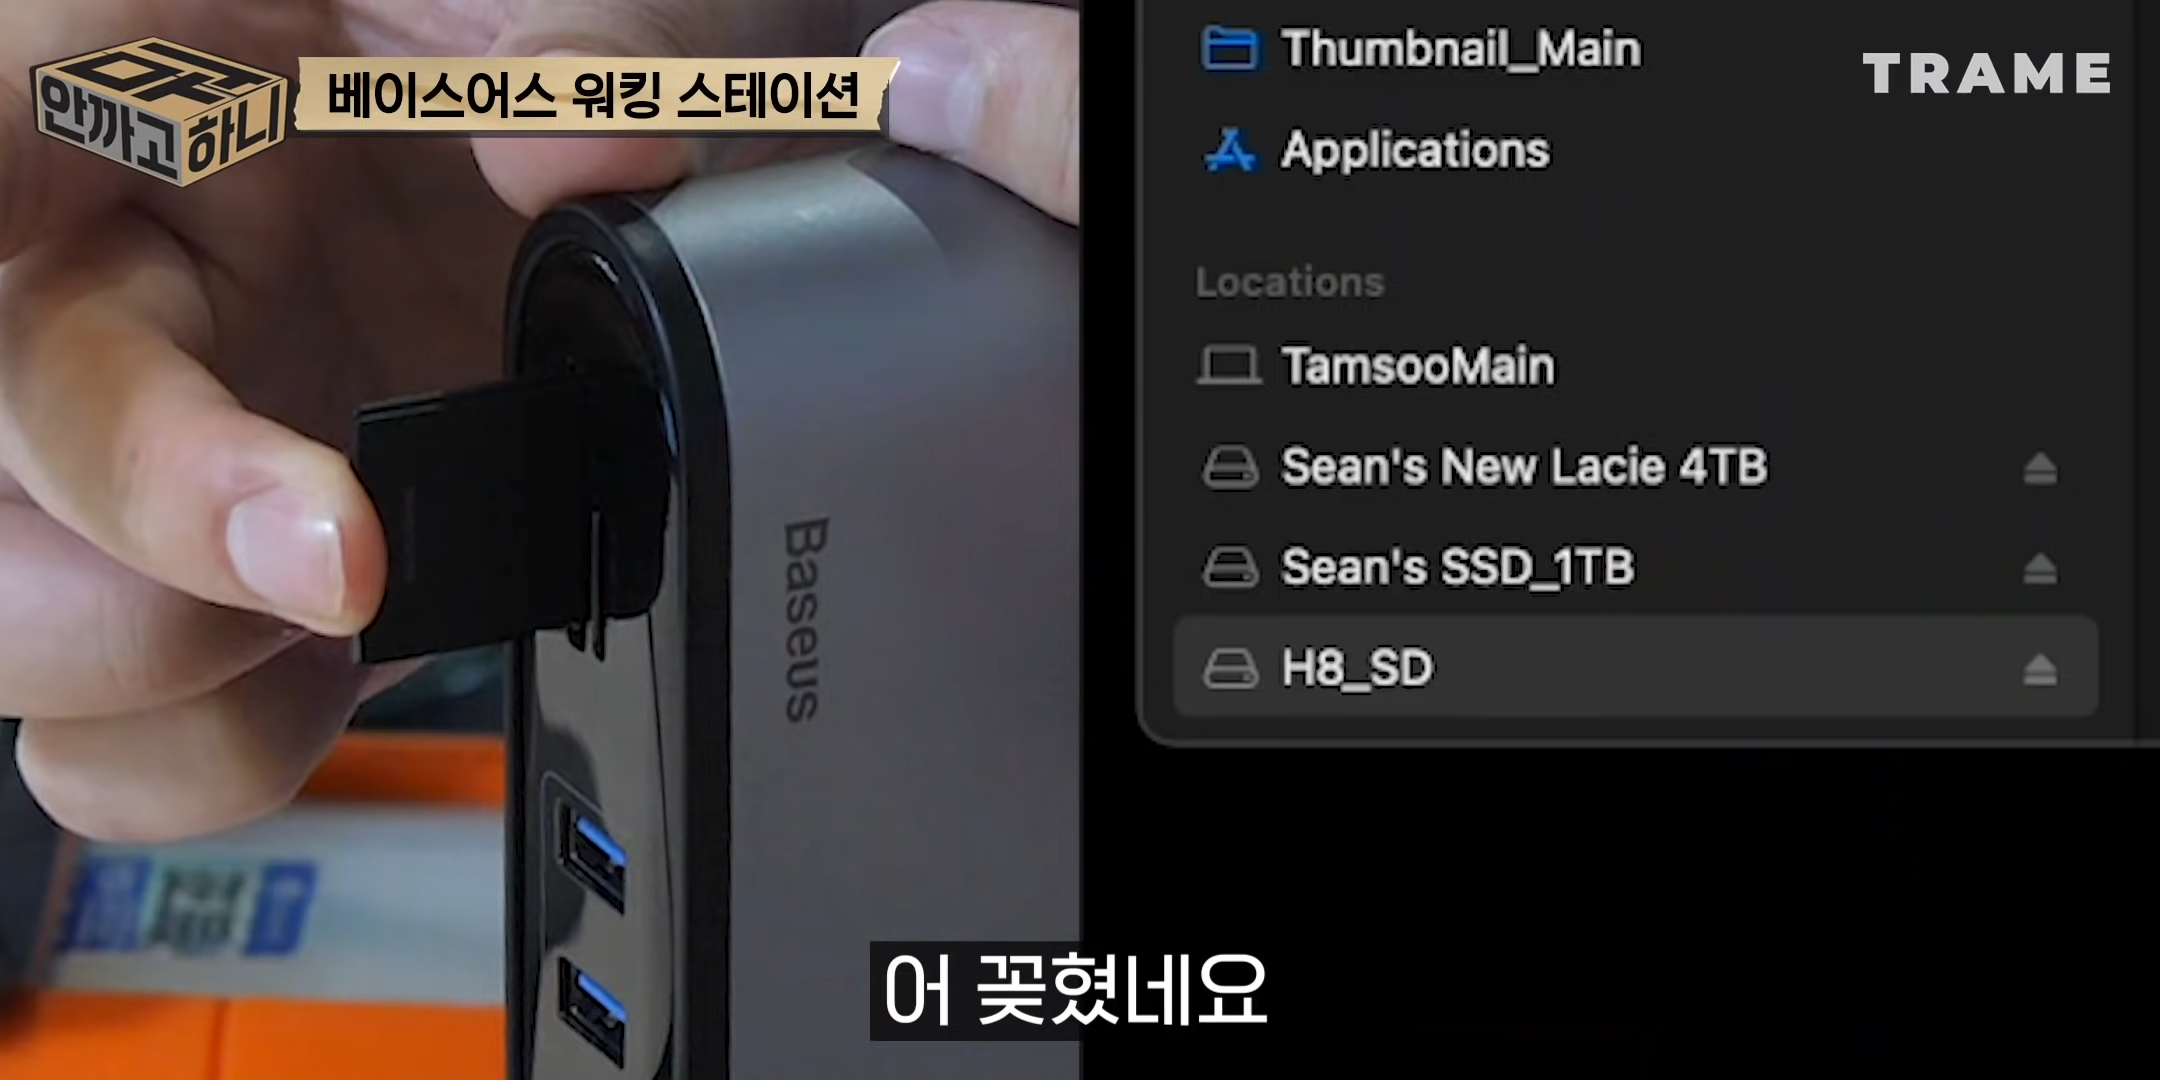 뭐
안까고
하니
베이스어스 워킹 스테이션
TRAME
Baseus
Thumbnail_Main
Applications
Locations
TamsooMain
Sean's New Lacie 4TB
Sean's SSD_1TB
H8_SD
어 꽂혔네요